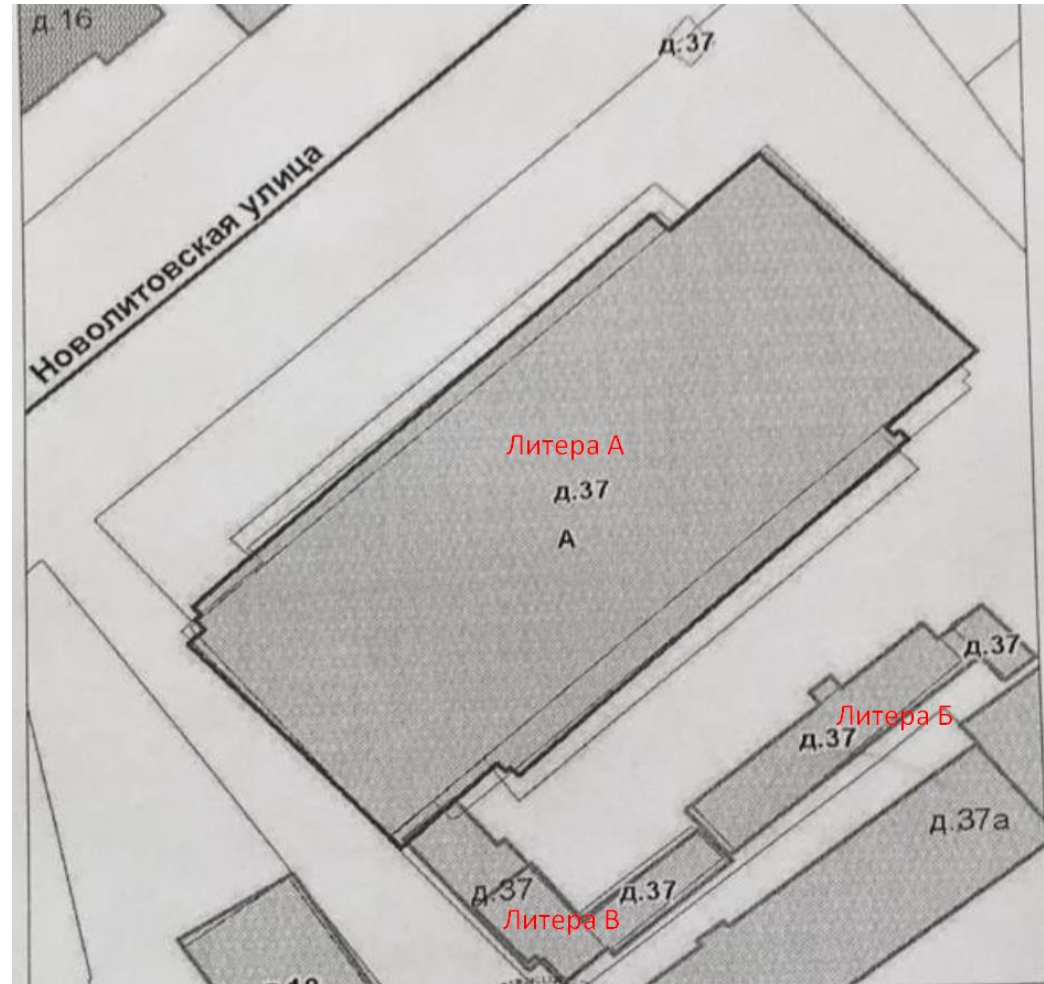 д. 16
д.37
Новолитовская улица
Литера А
д.37
А
д.37
Литера Б
д.37
д.37а
д.37
д.37
Литера В